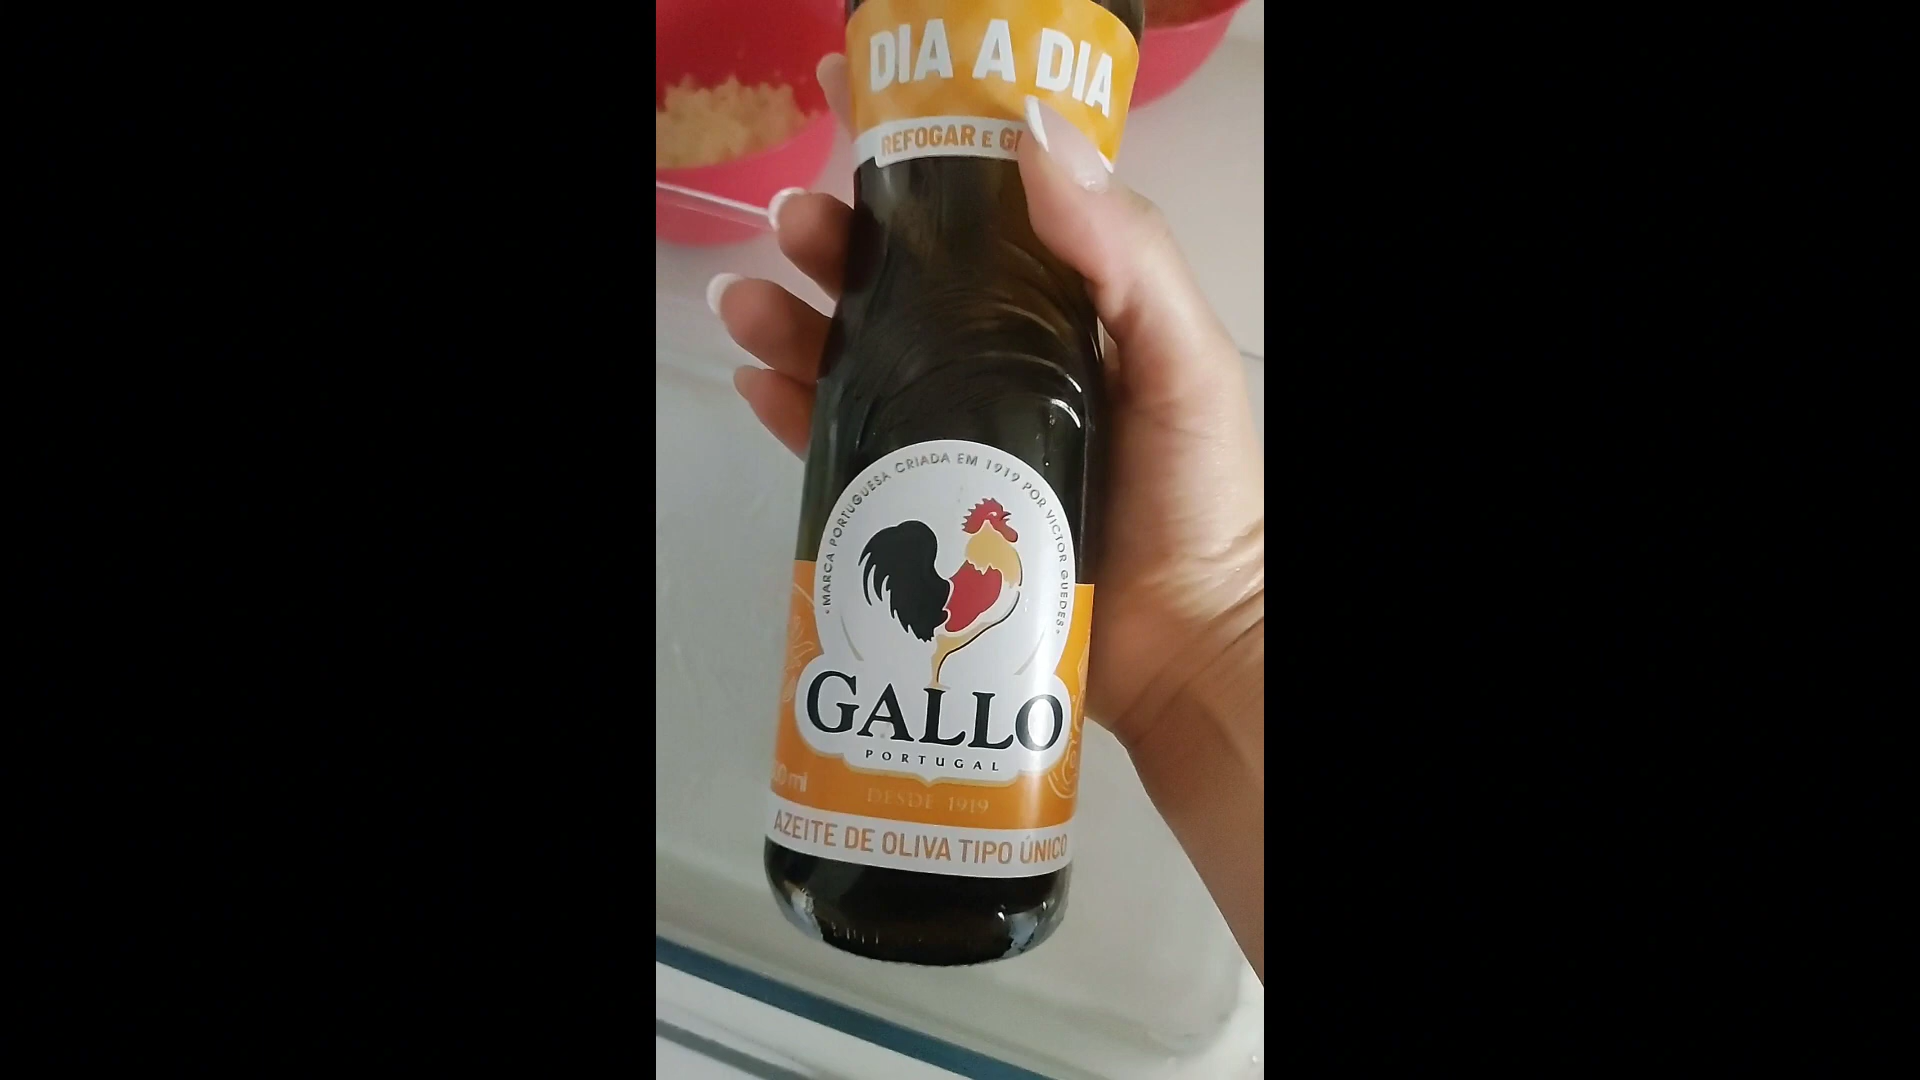 DIA A DIA
REFOGAR E
• MARCA PORTUGUESA CRIADA EM 1919 POR VICTOR GUEDES •
GALLO
PORTUGAL
ml
DESDE 1919
AZEITE DE OLIVA TIPO ÚNICO